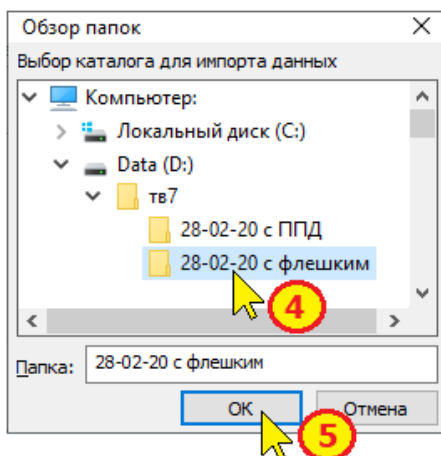 Обзор папок
Выбор каталога для импорта данных
Компьютер:
Локальный диск (C:)
Data (D:)
тв7
28-02-20 с ППД
28-02-20 с флешким
4
Папка: 28-02-20 с флешким
ОК Отмена
5